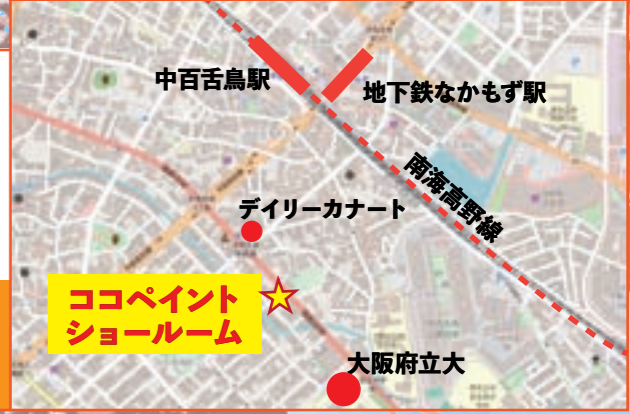 中百舌鳥駅
地下鉄なかもず駅
南海高野線
デイリーカナート
ココペイント
ショールーム
大阪府立大